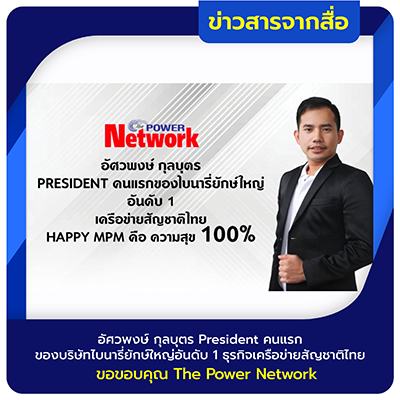 ข่าวสารจากสื่อ
POWER
Network
อัศวพงษ์ กุลบุตร
PRESIDENT คนแรกของไบนารี่ยักษ์ใหญ่
อันดับ 1
เครือข่ายสัญชาติไทย
HAPPY MPM คือ ความสุข 100%
อัศวพงษ์ กุลบุตร President คนแรก
ของบริษัทไบนารี่ยักษ์ใหญ่อันดับ 1 ธุรกิจเครือข่ายสัญชาติไทย
ขอขอบคุณ The Power Network